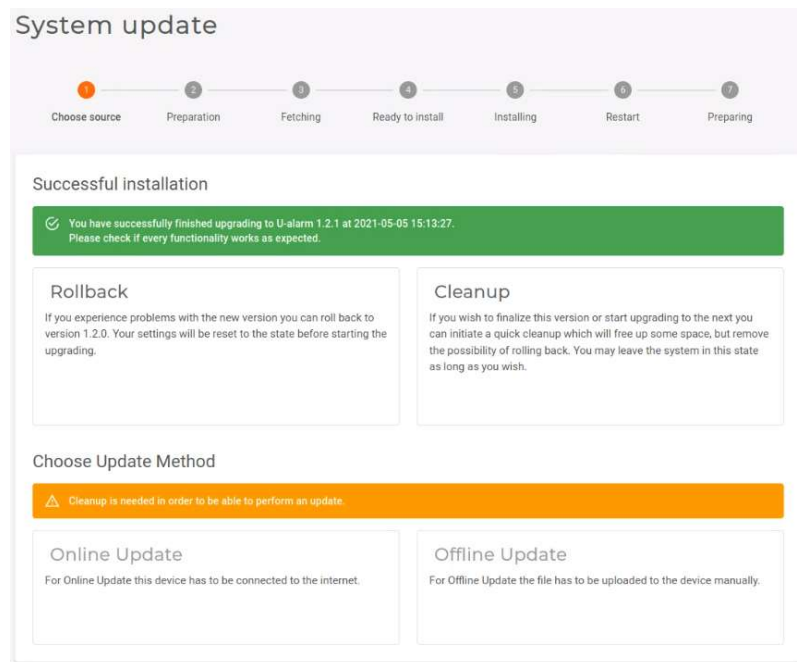 System update
1 2 3 4 5 6 7
Choose source Preparation Fetching Ready to install Installing Restart Preparing
Successful installation
You have successfully finished upgrading to U-alarm 1.2.1 at 2021-05-05 15:13:27.
Please check if every functionality works as expected.
Rollback
If you experience problems with the new version you can roll back to
version 1.2.0. Your settings will be reset to the state before starting the
upgrading.
Cleanup
If you wish to finalize this version or start upgrading to the next you
can initiate a quick cleanup which will free up some space, but remove
the possibility of rolling back. You may leave the system in this state
as long as you wish.
Choose Update Method
Cleanup is needed in order to be able to perform an update.
Online Update
For Online Update this device has to be connected to the internet.
Offline Update
For Offline Update the file has to be uploaded to the device manually.